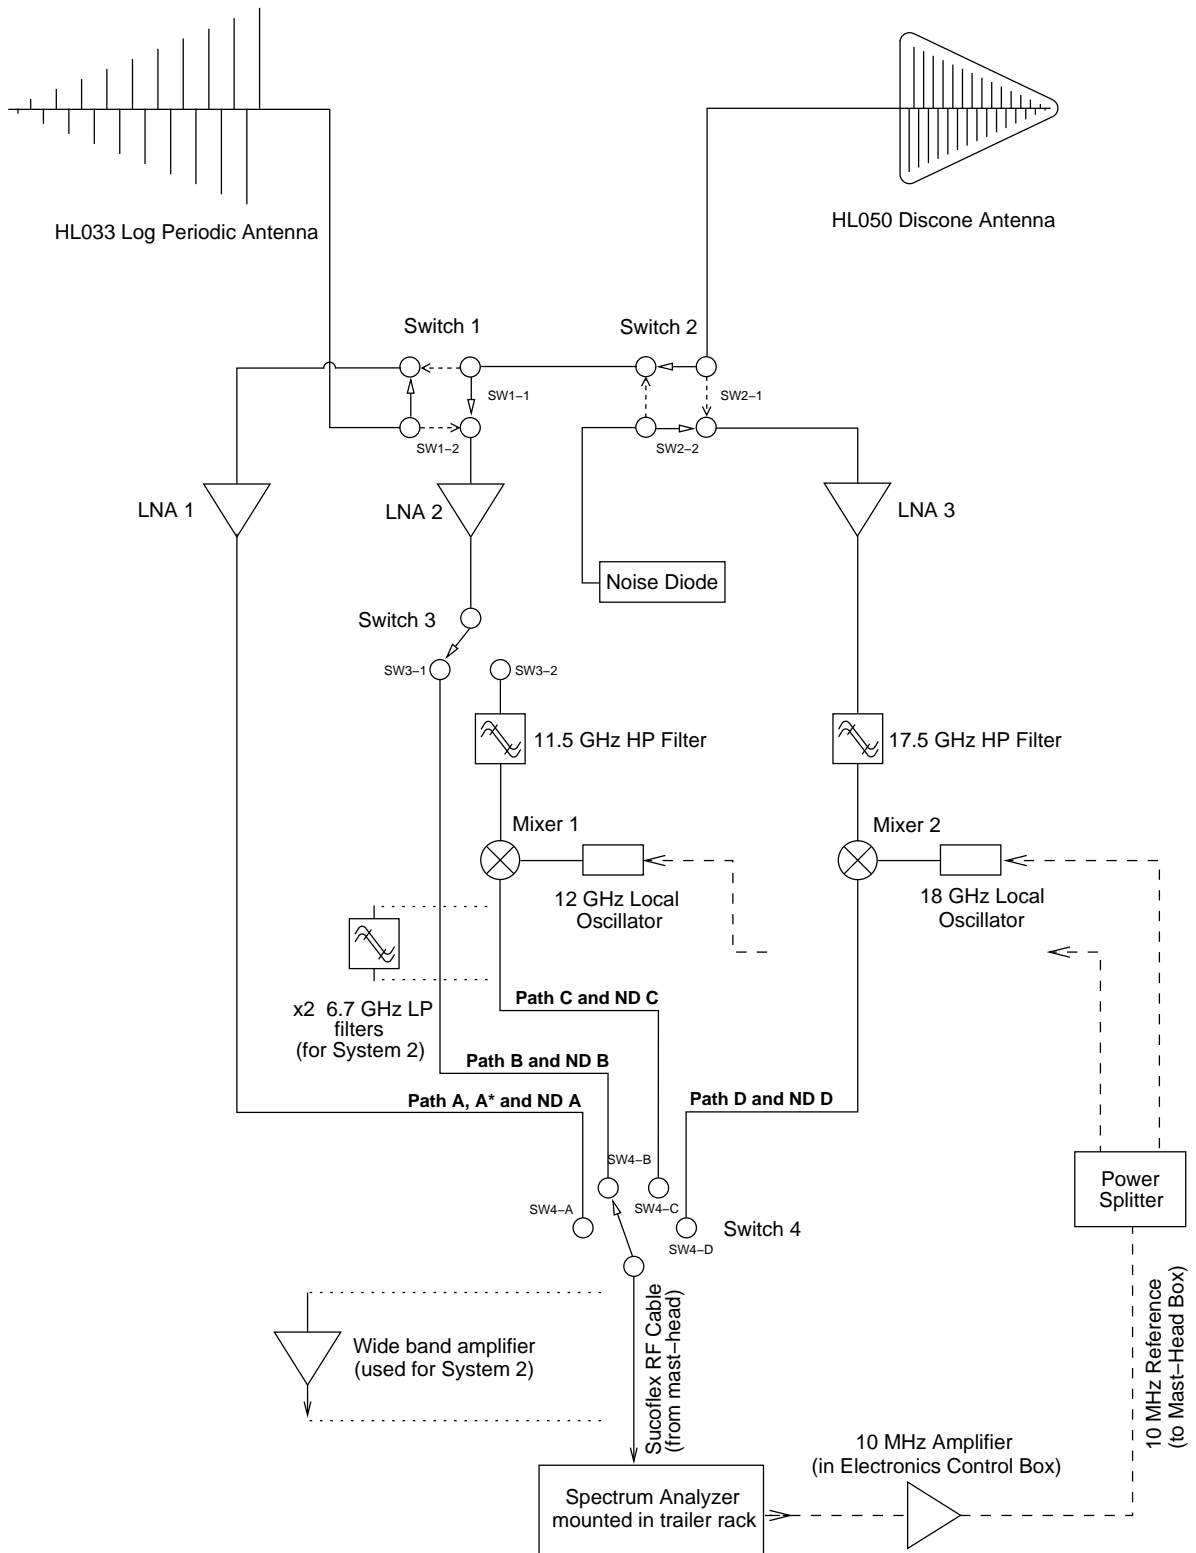 HL033 Log Periodic Antenna
HL050 Discone Antenna
Switch 1
Switch 2
SW1−1
SW2−1
SW1−2
SW2−2
LNA 1
LNA 2
LNA 3
Noise Diode
Switch 3
SW3−1
SW3−2
11.5 GHz HP Filter
17.5 GHz HP Filter
Mixer 1
Mixer 2
12 GHz Local
Oscillator
18 GHz Local
Oscillator
x2  6.7 GHz LP
filters
(for System 2)
Path C and ND C
Path B and ND B
Path A, A* and ND A
Path D and ND D
SW4−B
SW4−A
SW4−C
SW4−D
Switch 4
Power
Splitter
Wide band amplifier
(used for System 2)
Sucoflex RF Cable
(from mast−head)
10 MHz Reference
(to Mast−Head Box)
10 MHz Amplifier
(in Electronics Control Box)
Spectrum Analyzer
mounted in trailer rack